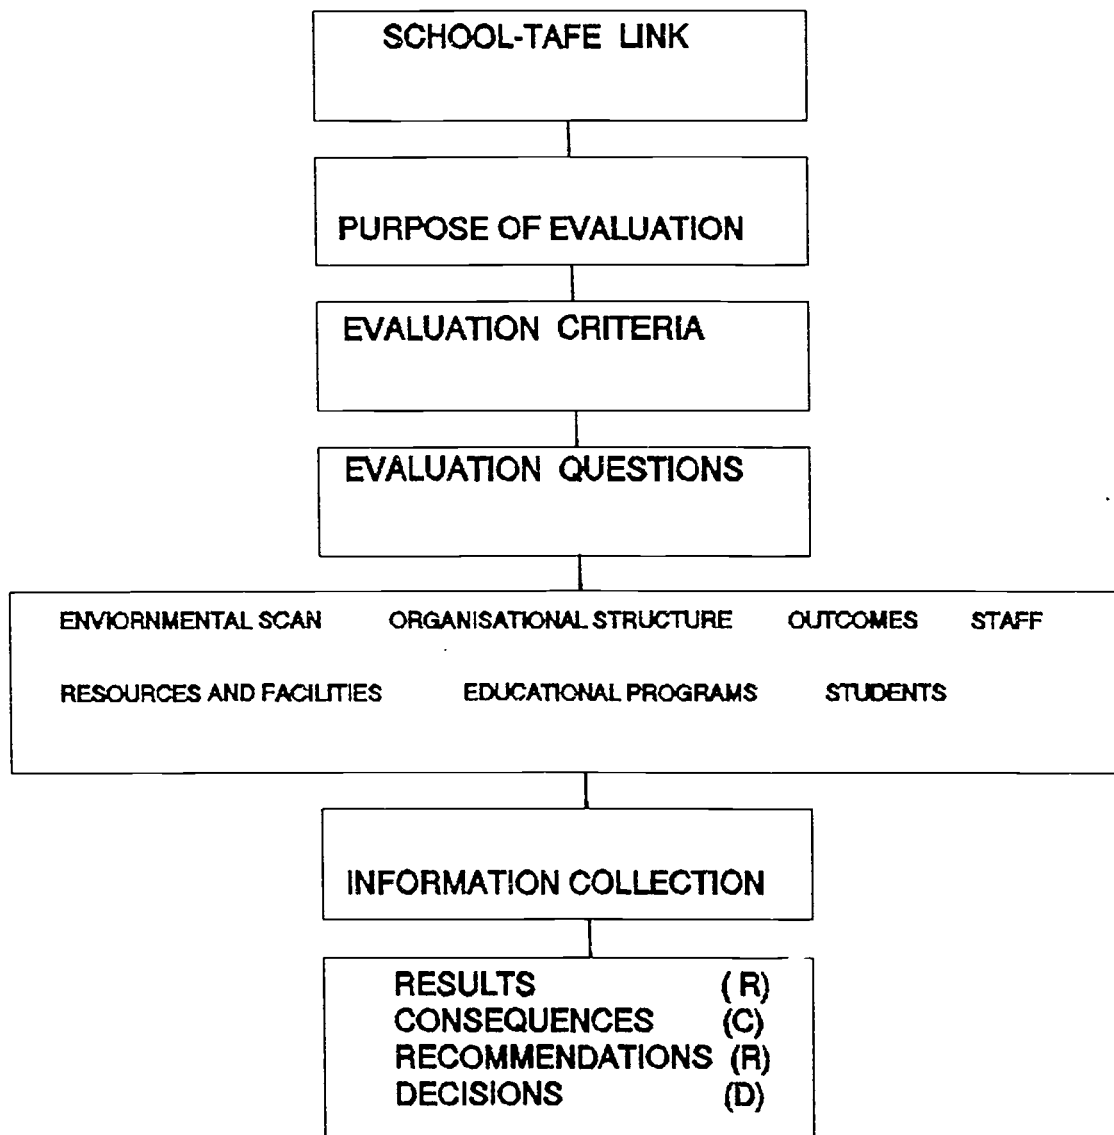 SCHOOL-TAFE LINK
PURPOSE OF EVALUATION
EVALUATION CRITERIA
EVALUATION QUESTIONS
ENVIORNMENTAL SCAN ORGANISATIONAL STRUCTURE OUTCOMES STAFF
RESOURCES AND FACILITIES EDUCATIONAL PROGRAMS STUDENTS
INFORMATION COLLECTION
RESULTS ( R)
CONSEQUENCES (C)
RECOMMENDATIONS (R)
DECISIONS (D)